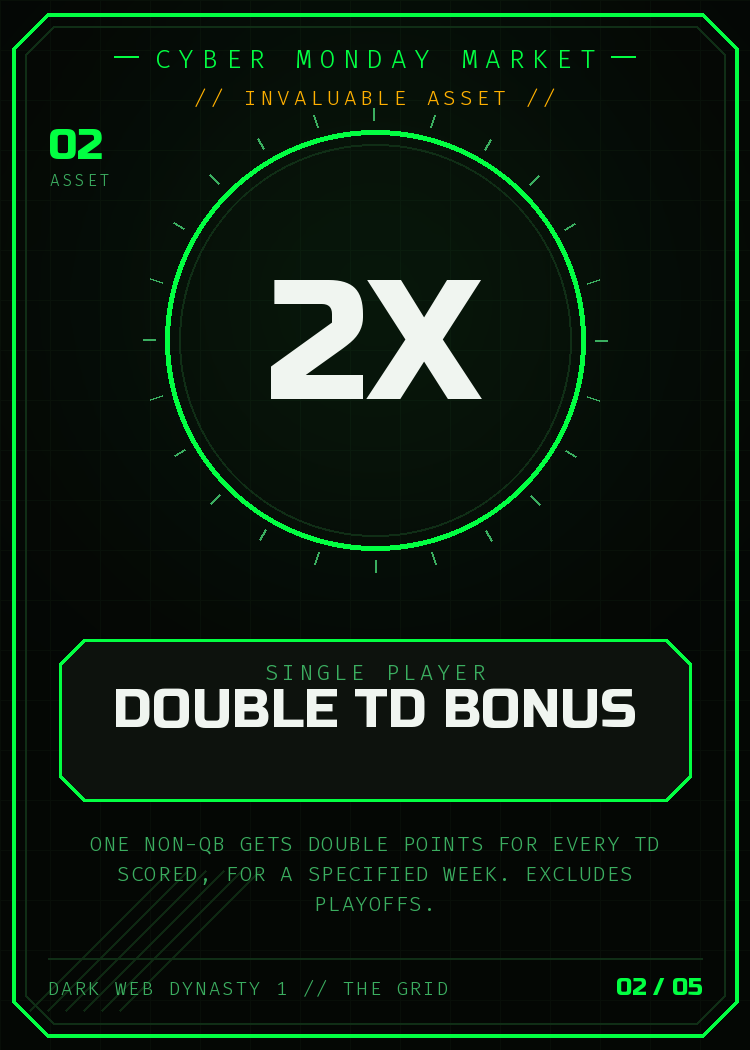 CYBER MONDAY MARKET
// INVALUABLE ASSET //
02
ASSET
2X
SINGLE PLAYER
DOUBLE TD BONUS
ONE NON-QB GETS DOUBLE POINTS FOR EVERY TD
SCORED, FOR A SPECIFIED WEEK. EXCLUDES
PLAYOFFS.
DARK WEB DYNASTY 1 // THE GRID
02 / 05